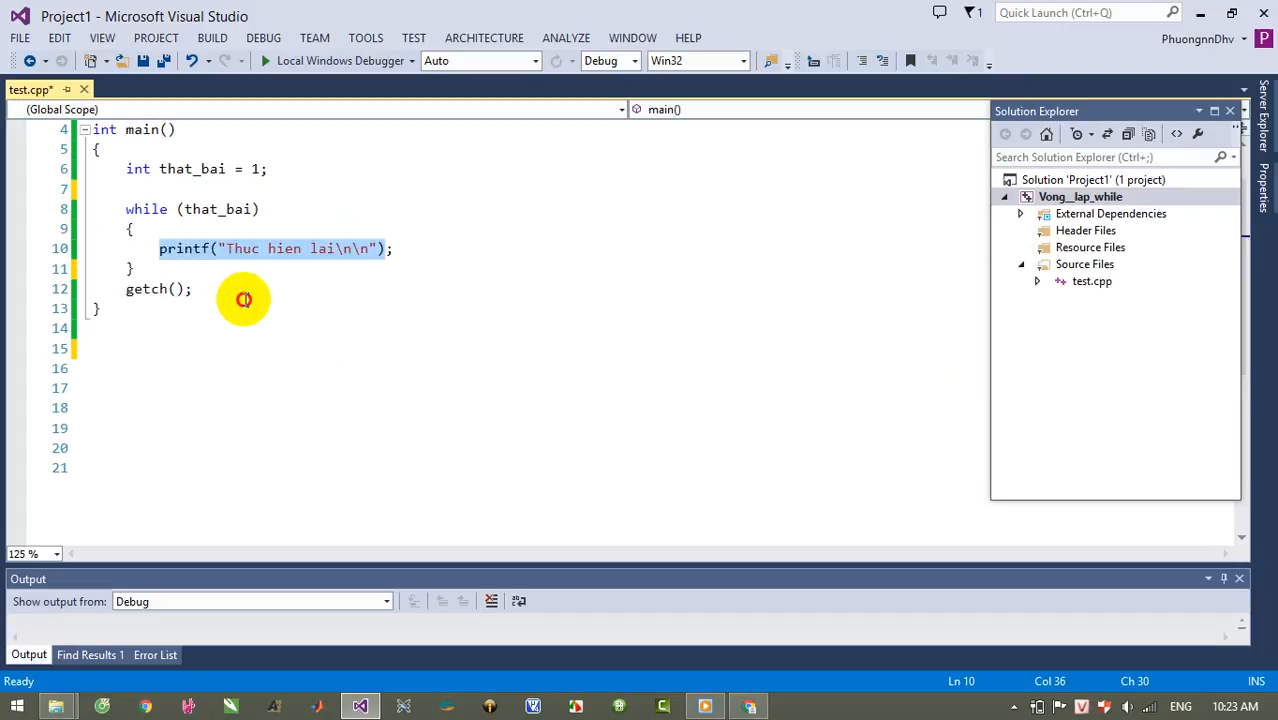 Project1 - Microsoft Visual Studio
1
Quick Launch (Ctrl+Q)
FILE EDIT VIEW PROJECT BUILD DEBUG TEAM TOOLS TEST ARCHITECTURE ANALYZE WINDOW HELP
PhuongnnDhv P
Local Windows Debugger Auto Debug Win32
test.cpp*
(Global Scope) main()
4 int main()
5 {
6 int that_bai = 1;
7
8 while (that_bai)
9 {
10 printf("Thuc hien lai\n\n");
11 }
12 getch();
13 }
14
15
16
17
18
19
20
21
Solution Explorer
Search Solution Explorer (Ctrl+;)
Solution 'Project1' (1 project)
Vong__lap_while
External Dependencies
Header Files
Resource Files
Source Files
test.cpp
Server Explorer
Properties
125 %
Output
Show output from: Debug
Output Find Results 1 Error List
Ready Ln 10 Col 36 Ch 30 INS
ENG 10:23 AM